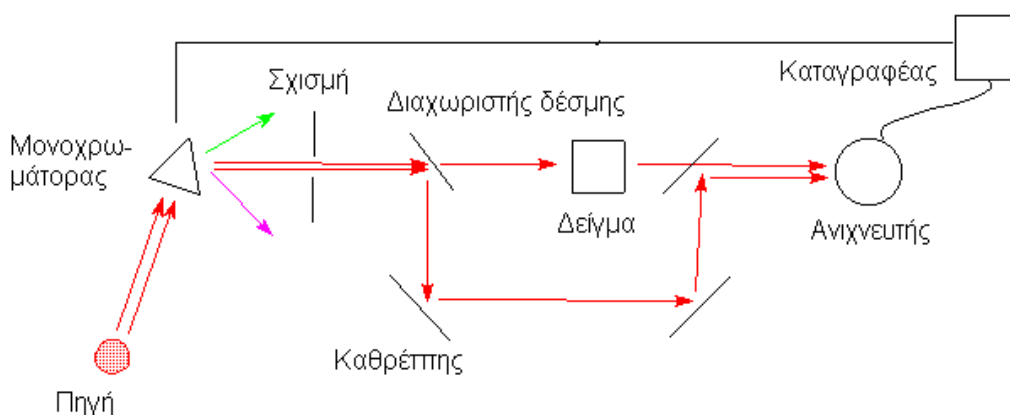 Σχισμή
Καταγραφέας
Διαχωριστής δέσμης
Μονοχρω-
μάτορας
Δείγμα
Ανιχνευτής
Καθρέπτης
Πηγή